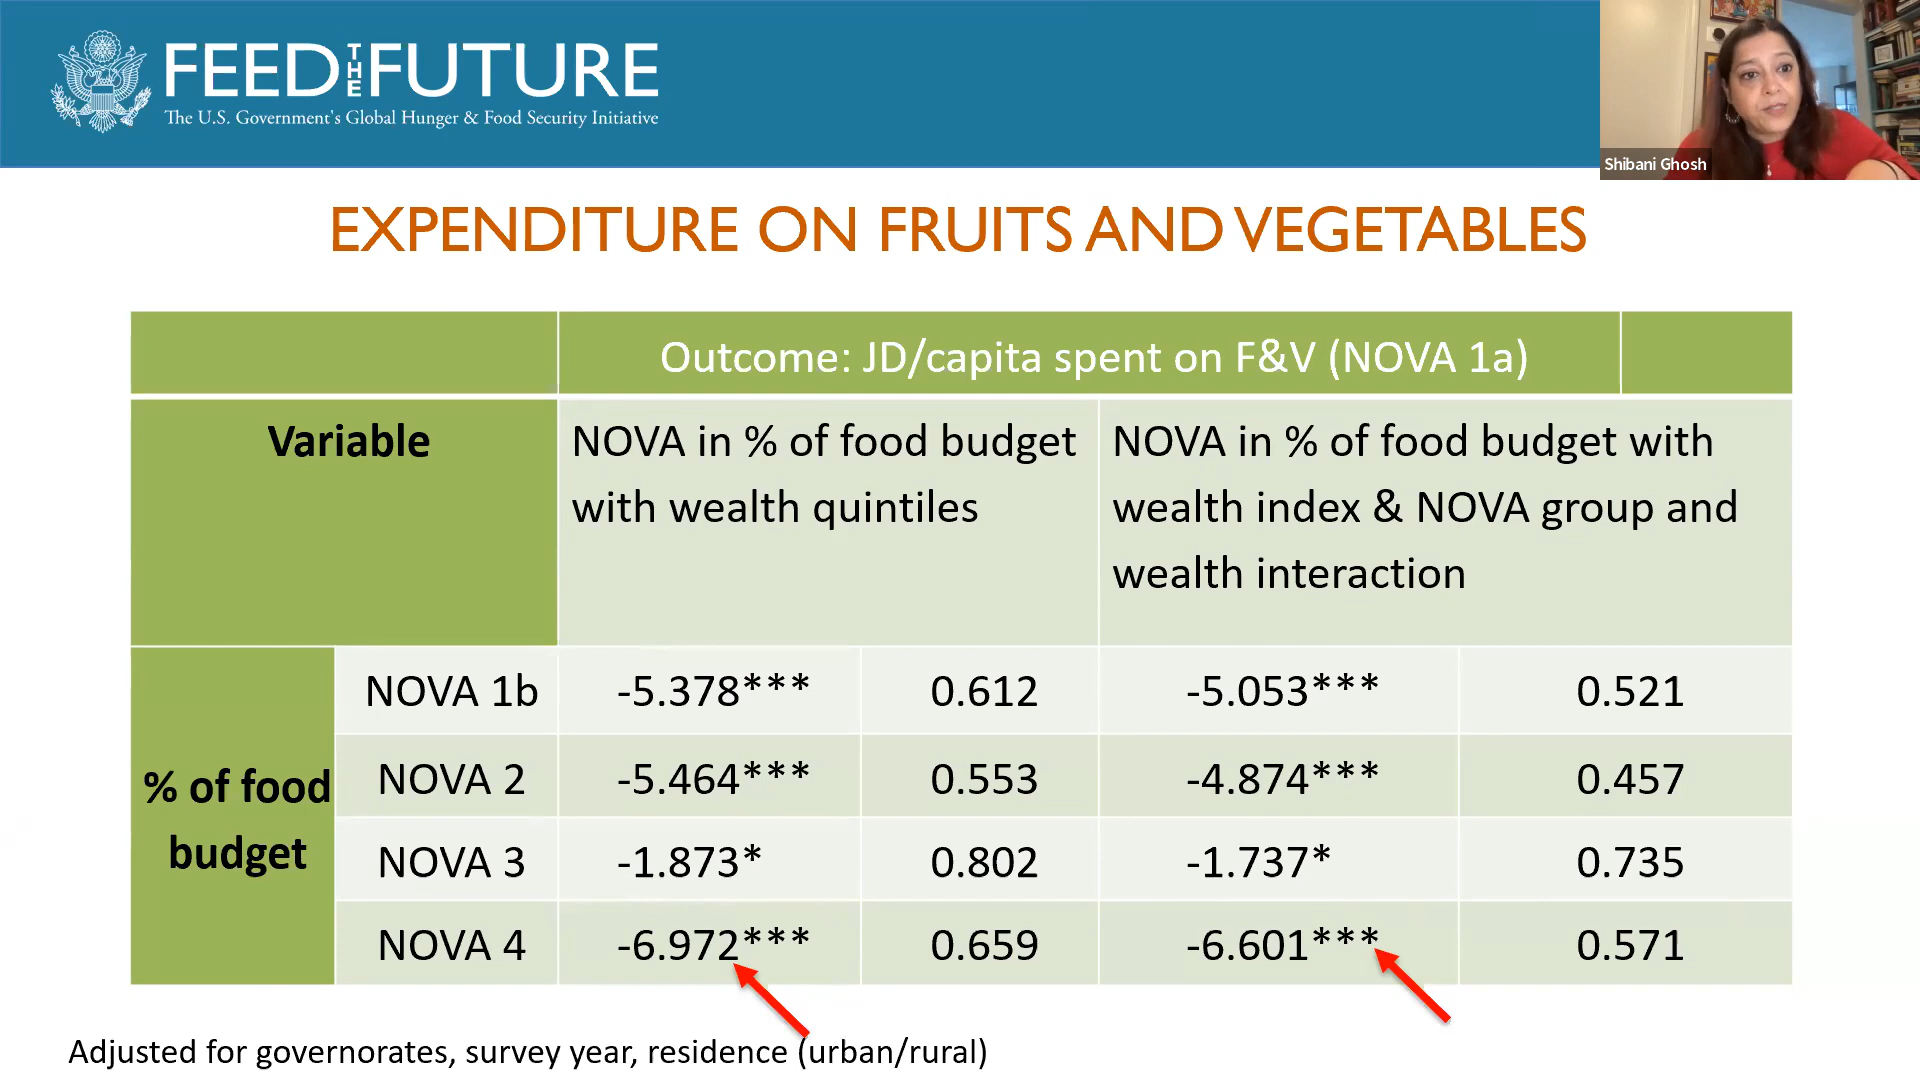 FEED THE FUTURE
The U.S. Government's Global Hunger & Food Security Initiative
Shibani Ghosh
EXPENDITURE ON FRUITS AND VEGETABLES
Outcome: JD/capita spent on F&V (NOVA 1a)
Variable
NOVA in % of food budget
with wealth quintiles
NOVA in % of food budget with
wealth index & NOVA group and
wealth interaction
% of food
budget
NOVA 1b -5.378*** 0.612 -5.053*** 0.521
NOVA 2 -5.464*** 0.553 -4.874*** 0.457
NOVA 3 -1.873* 0.802 -1.737* 0.735
NOVA 4 -6.972*** 0.659 -6.601*** 0.571
Adjusted for governorates, survey year, residence (urban/rural)